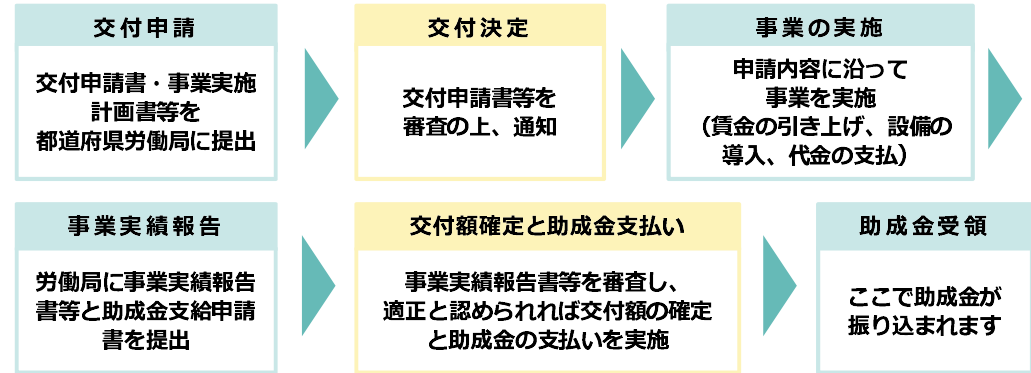 交付申請
交付申請書・事業実施
計画書等を
都道府県労働局に提出
交付決定
交付申請書等を
審査の上、通知
事業の実施
申請内容に沿って
事業を実施
（賃金の引き上げ、設備の
導入、代金の支払）
事業実績報告
労働局に事業実績報告
書等と助成金支給申請
書を提出
交付額確定と助成金支払い
事業実績報告書等を審査し、
適正と認められれば交付額の確定
と助成金の支払いを実施
助成金受領
ここで助成金が
振り込まれます